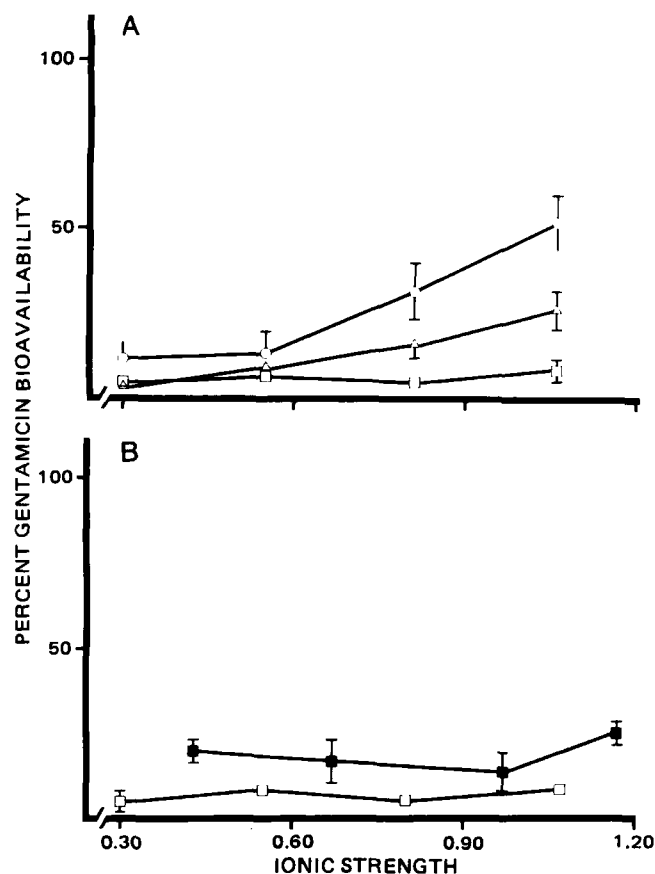 A
100
50
PERCENT GENTAMICIN BIOAVAILABILITY
B
100
50
0.30 0.60 0.90 1.20
IONIC STRENGTH